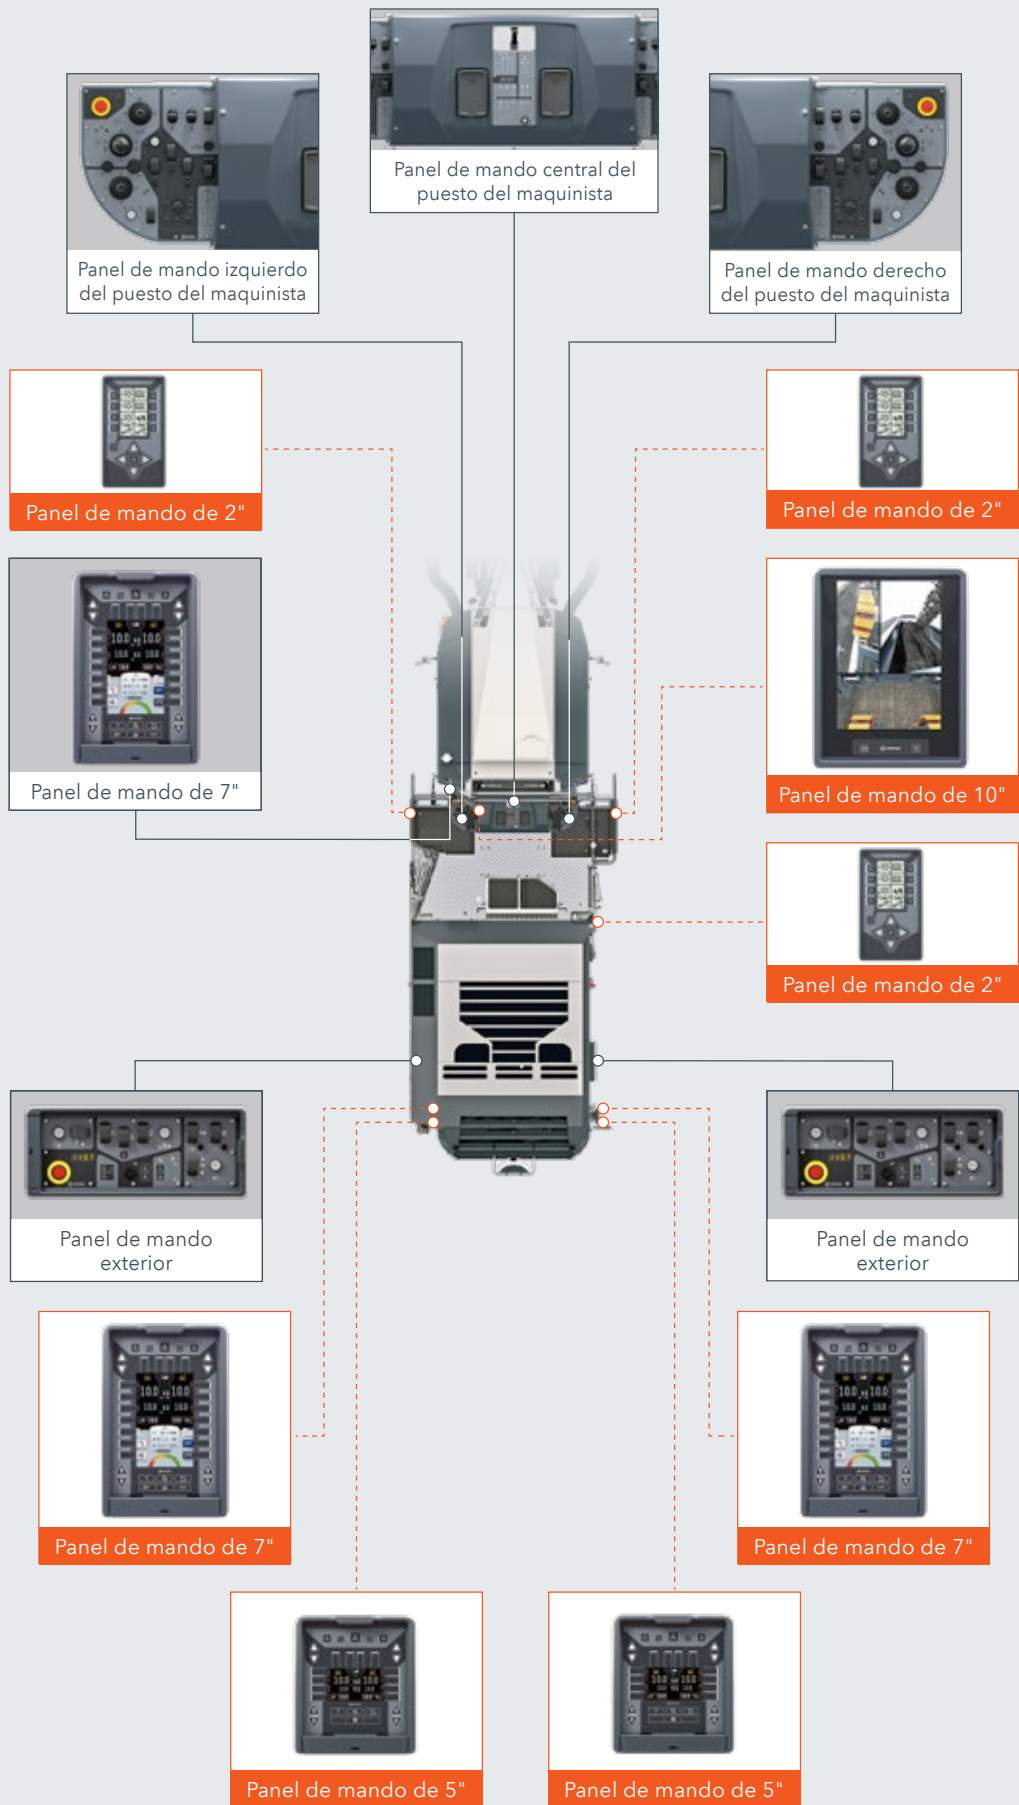 Panel de mando central del
puesto del maquinista
Panel de mando izquierdo
del puesto del maquinista
Panel de mando derecho
del puesto del maquinista
Panel de mando de 2"
Panel de mando de 2"
Panel de mando de 7"
Panel de mando de 10"
Panel de mando de 2"
Panel de mando
exterior
Panel de mando
exterior
Panel de mando de 7"
Panel de mando de 7"
Panel de mando de 5"
Panel de mando de 5"